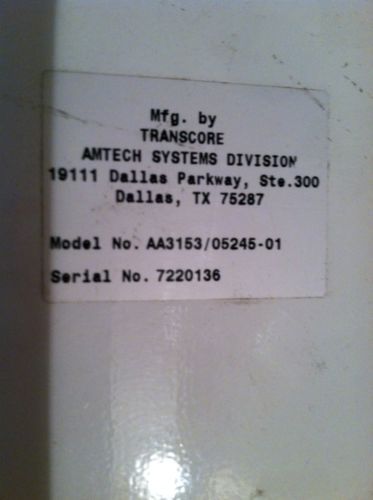 Mfg. by
TRANSCORE
AMTECH SYSTEMS DIVISION
19111 Dallas Parkway, Ste.300
Dallas, TX 75287
Model No. AA3153/05245-01
Serial No. 7220136